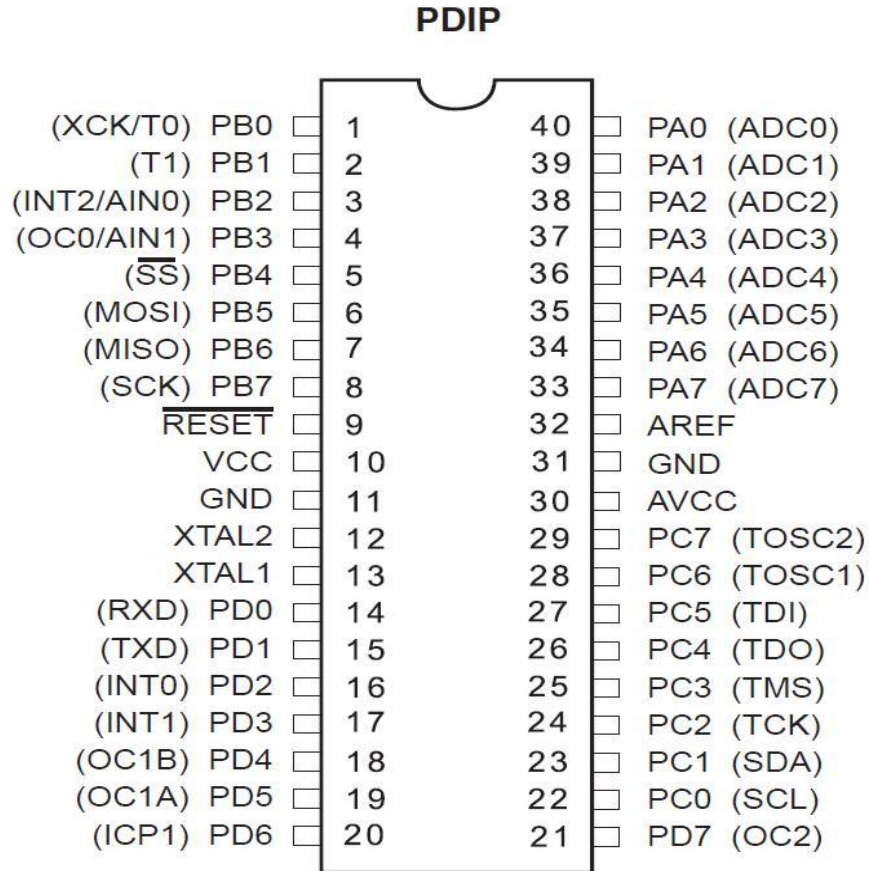 PDIP
(XCK/T0) PB0 1 40 PA0 (ADC0)
(T1) PB1 2 39 PA1 (ADC1)
(INT2/AIN0) PB2 3 38 PA2 (ADC2)
(OC0/AIN1) PB3 4 37 PA3 (ADC3)
(SS) PB4 5 36 PA4 (ADC4)
(MOSI) PB5 6 35 PA5 (ADC5)
(MISO) PB6 7 34 PA6 (ADC6)
(SCK) PB7 8 33 PA7 (ADC7)
RESET 9 32 AREF
VCC 10 31 GND
GND 11 30 AVCC
XTAL2 12 29 PC7 (TOSC2)
XTAL1 13 28 PC6 (TOSC1)
(RXD) PD0 14 27 PC5 (TDI)
(TXD) PD1 15 26 PC4 (TDO)
(INT0) PD2 16 25 PC3 (TMS)
(INT1) PD3 17 24 PC2 (TCK)
(OC1B) PD4 18 23 PC1 (SDA)
(OC1A) PD5 19 22 PC0 (SCL)
(ICP1) PD6 20 21 PD7 (OC2)